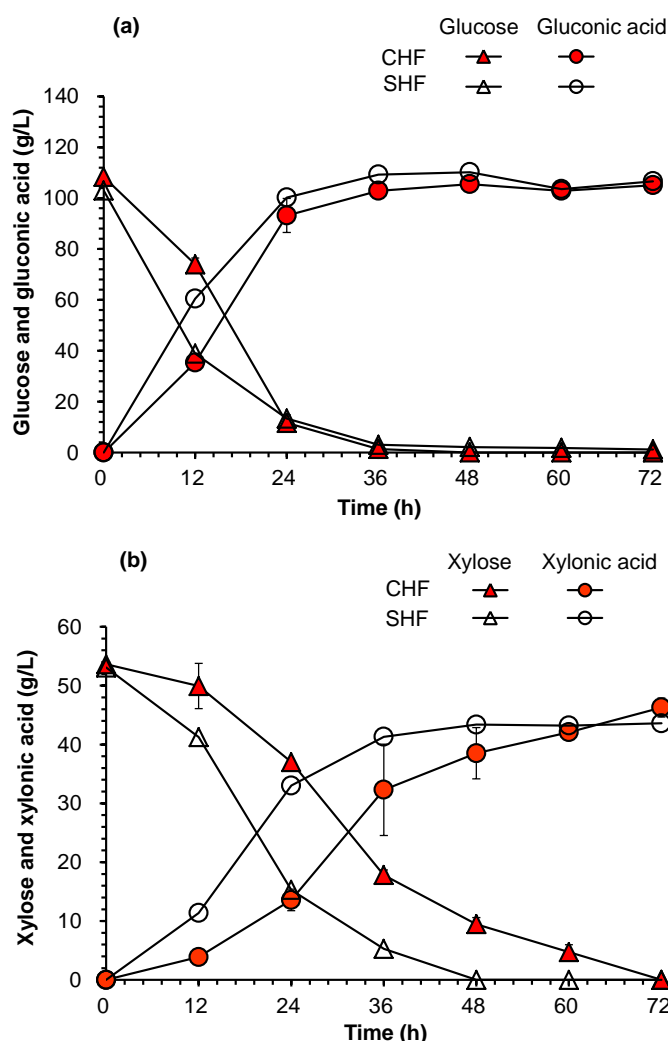 (a)
Glucose Gluconic acid
CHF
SHF
140
120
100
80
60
40
20
0
0 12 24 36 48 60 72
Time (h)
Glucose and gluconic acid (g/L)
(b)
Xylose Xylonic acid
CHF
SHF
60
50
40
30
20
10
0
0 12 24 36 48 60 72
Time (h)
Xylose and xylonic acid (g/L)